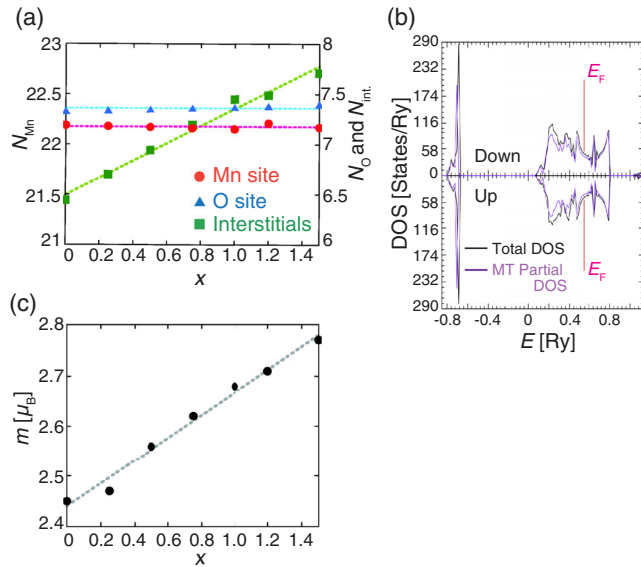 (a)
23
22.5
22
21.5
21
N_Mn
8
7.5
7
6.5
6
N_O and N_int.
Mn site
O site
Interstitials
0 0.2 0.4 0.6 0.8 1.0 1.2 1.4
x
(b)
290
232
174
116
58
0
58
116
174
232
290
DOS [States/Ry]
E_F
Down
Up
Total DOS
MT Partial
DOS
E_F
-0.8 -0.4 0 0.4 0.8
E [Ry]
(c)
2.8
2.7
2.6
2.5
2.4
m [μ_B]
0 0.2 0.4 0.6 0.8 1.0 1.2 1.4
x